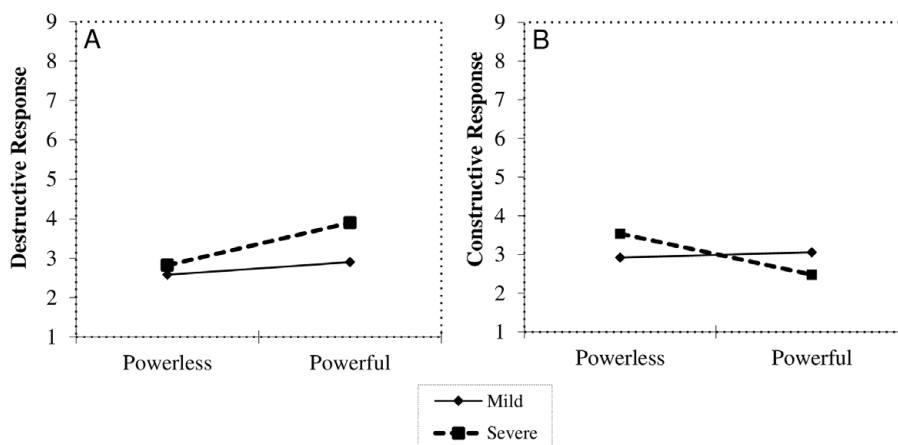 A
Destructive Response
9
8
7
6
5
4
3
2
1
Powerless Powerful
B
Constructive Response
9
8
7
6
5
4
3
2
1
Powerless Powerful
Mild
Severe